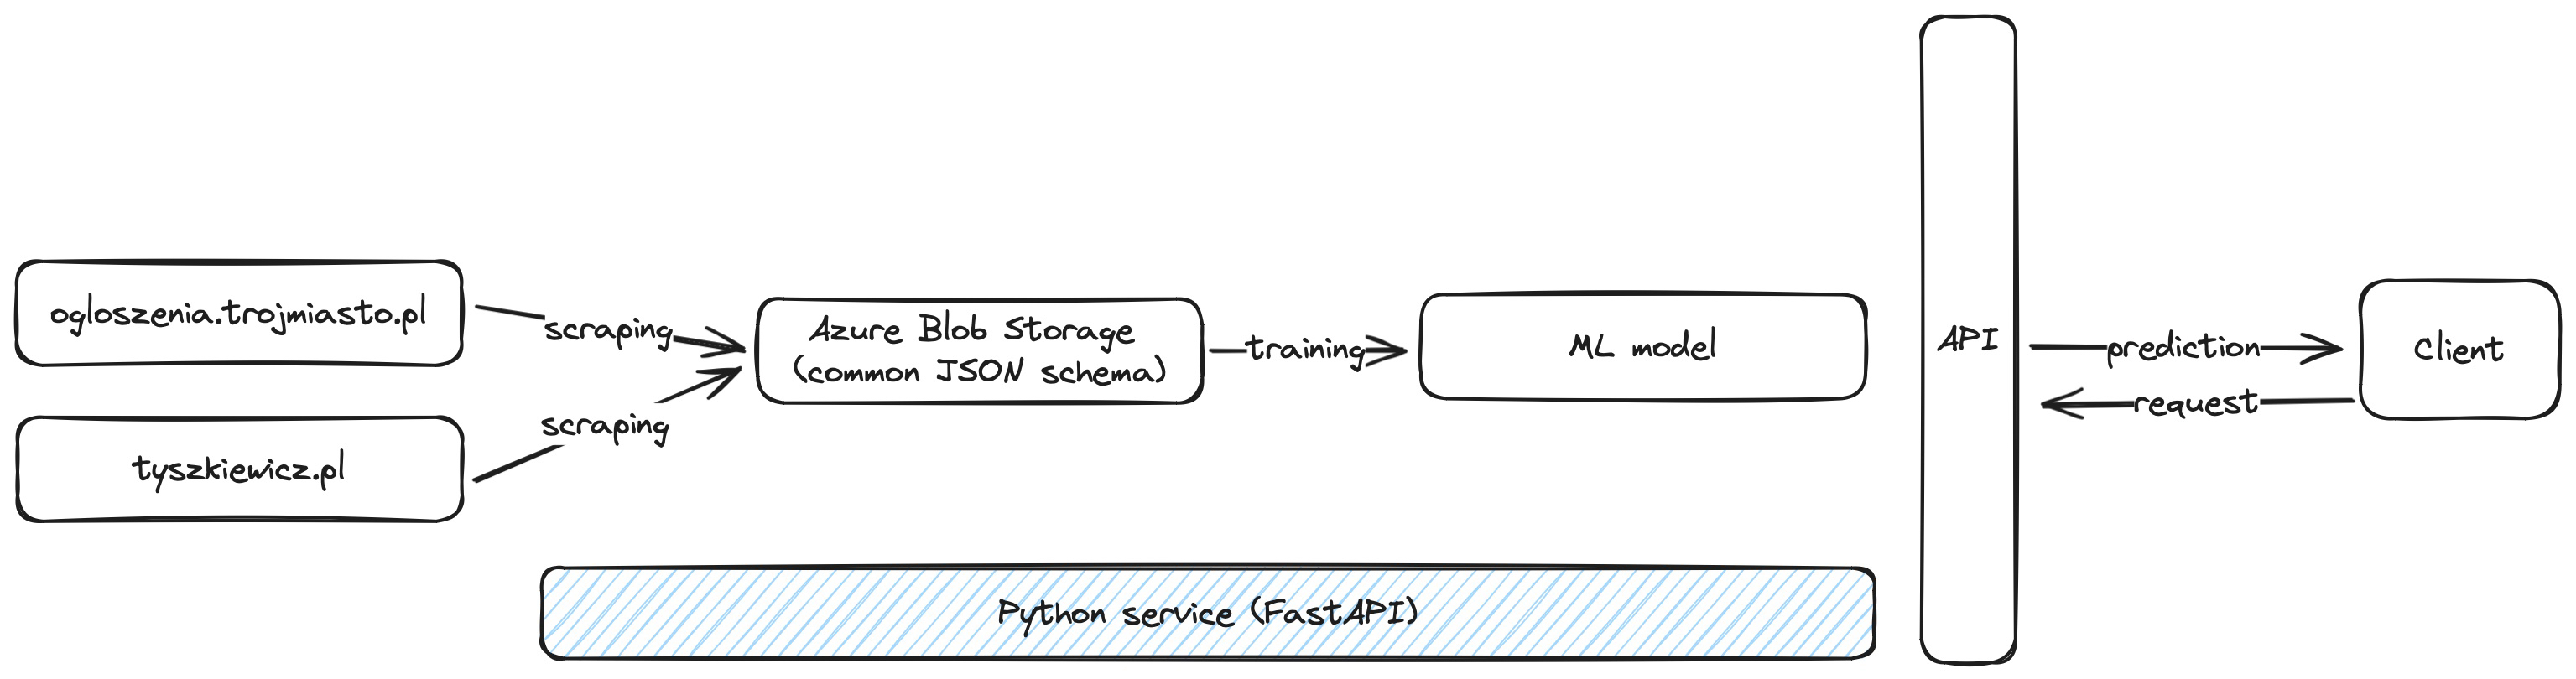 ogloszenia.trojmiasto.pl
scraping
tyszkiewicz.pl
scraping
Azure Blob Storage
(common JSON schema)
training
ML model
API
prediction
request
client
Python service (FastAPI)